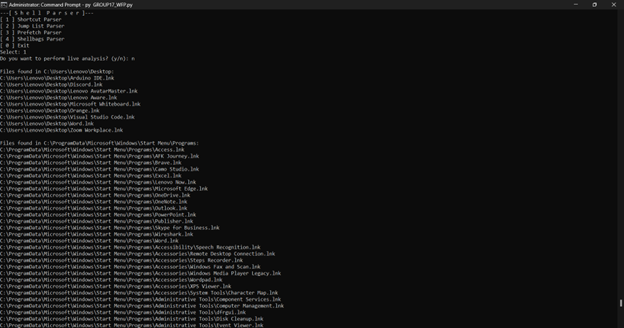 Administrator: Command Prompt - py GROUP17_WFP.py
---[ S h e l l   P a r s e r ]---
[ 1 ] Shortcut Parser
[ 2 ] Jump List Parser
[ 3 ] Prefetch Parser
[ 4 ] Shellbags Parser
[ 0 ] Exit
Select: 1
Do you want to perform live analysis? (y/n): n
Files found in C:\Users\Lenovo\Desktop:
C:\Users\Lenovo\Desktop\Arduino IDE.lnk
C:\Users\Lenovo\Desktop\Discord.lnk
C:\Users\Lenovo\Desktop\Lenovo AvatarMaster.lnk
C:\Users\Lenovo\Desktop\Lenovo Aware.lnk
C:\Users\Lenovo\Desktop\Microsoft Whiteboard.lnk
C:\Users\Lenovo\Desktop\Orange.lnk
C:\Users\Lenovo\Desktop\Visual Studio Code.lnk
C:\Users\Lenovo\Desktop\Word.lnk
C:\Users\Lenovo\Desktop\Zoom Workplace.lnk
Files found in C:\ProgramData\Microsoft\Windows\Start Menu\Programs:
C:\ProgramData\Microsoft\Windows\Start Menu\Programs\Access.lnk
C:\ProgramData\Microsoft\Windows\Start Menu\Programs\AFK Journey.lnk
C:\ProgramData\Microsoft\Windows\Start Menu\Programs\Brave.lnk
C:\ProgramData\Microsoft\Windows\Start Menu\Programs\Camo Studio.lnk
C:\ProgramData\Microsoft\Windows\Start Menu\Programs\Excel.lnk
C:\ProgramData\Microsoft\Windows\Start Menu\Programs\Lenovo Now.lnk
C:\ProgramData\Microsoft\Windows\Start Menu\Programs\Microsoft Edge.lnk
C:\ProgramData\Microsoft\Windows\Start Menu\Programs\OneDrive.lnk
C:\ProgramData\Microsoft\Windows\Start Menu\Programs\OneNote.lnk
C:\ProgramData\Microsoft\Windows\Start Menu\Programs\Outlook.lnk
C:\ProgramData\Microsoft\Windows\Start Menu\Programs\PowerPoint.lnk
C:\ProgramData\Microsoft\Windows\Start Menu\Programs\Publisher.lnk
C:\ProgramData\Microsoft\Windows\Start Menu\Programs\Skype for Business.lnk
C:\ProgramData\Microsoft\Windows\Start Menu\Programs\Wireshark.lnk
C:\ProgramData\Microsoft\Windows\Start Menu\Programs\Word.lnk
C:\ProgramData\Microsoft\Windows\Start Menu\Programs\Accessibility\Speech Recognition.lnk
C:\ProgramData\Microsoft\Windows\Start Menu\Programs\Accessories\Remote Desktop Connection.lnk
C:\ProgramData\Microsoft\Windows\Start Menu\Programs\Accessories\Steps Recorder.lnk
C:\ProgramData\Microsoft\Windows\Start Menu\Programs\Accessories\Windows Fax and Scan.lnk
C:\ProgramData\Microsoft\Windows\Start Menu\Programs\Accessories\Windows Media Player Legacy.lnk
C:\ProgramData\Microsoft\Windows\Start Menu\Programs\Accessories\Wordpad.lnk
C:\ProgramData\Microsoft\Windows\Start Menu\Programs\Accessories\XPS Viewer.lnk
C:\ProgramData\Microsoft\Windows\Start Menu\Programs\Accessories\System Tools\Character Map.lnk
C:\ProgramData\Microsoft\Windows\Start Menu\Programs\Administrative Tools\Component Services.lnk
C:\ProgramData\Microsoft\Windows\Start Menu\Programs\Administrative Tools\Computer Management.lnk
C:\ProgramData\Microsoft\Windows\Start Menu\Programs\Administrative Tools\dfrgui.lnk
C:\ProgramData\Microsoft\Windows\Start Menu\Programs\Administrative Tools\Disk Cleanup.lnk
C:\ProgramData\Microsoft\Windows\Start Menu\Programs\Administrative Tools\Event Viewer.lnk